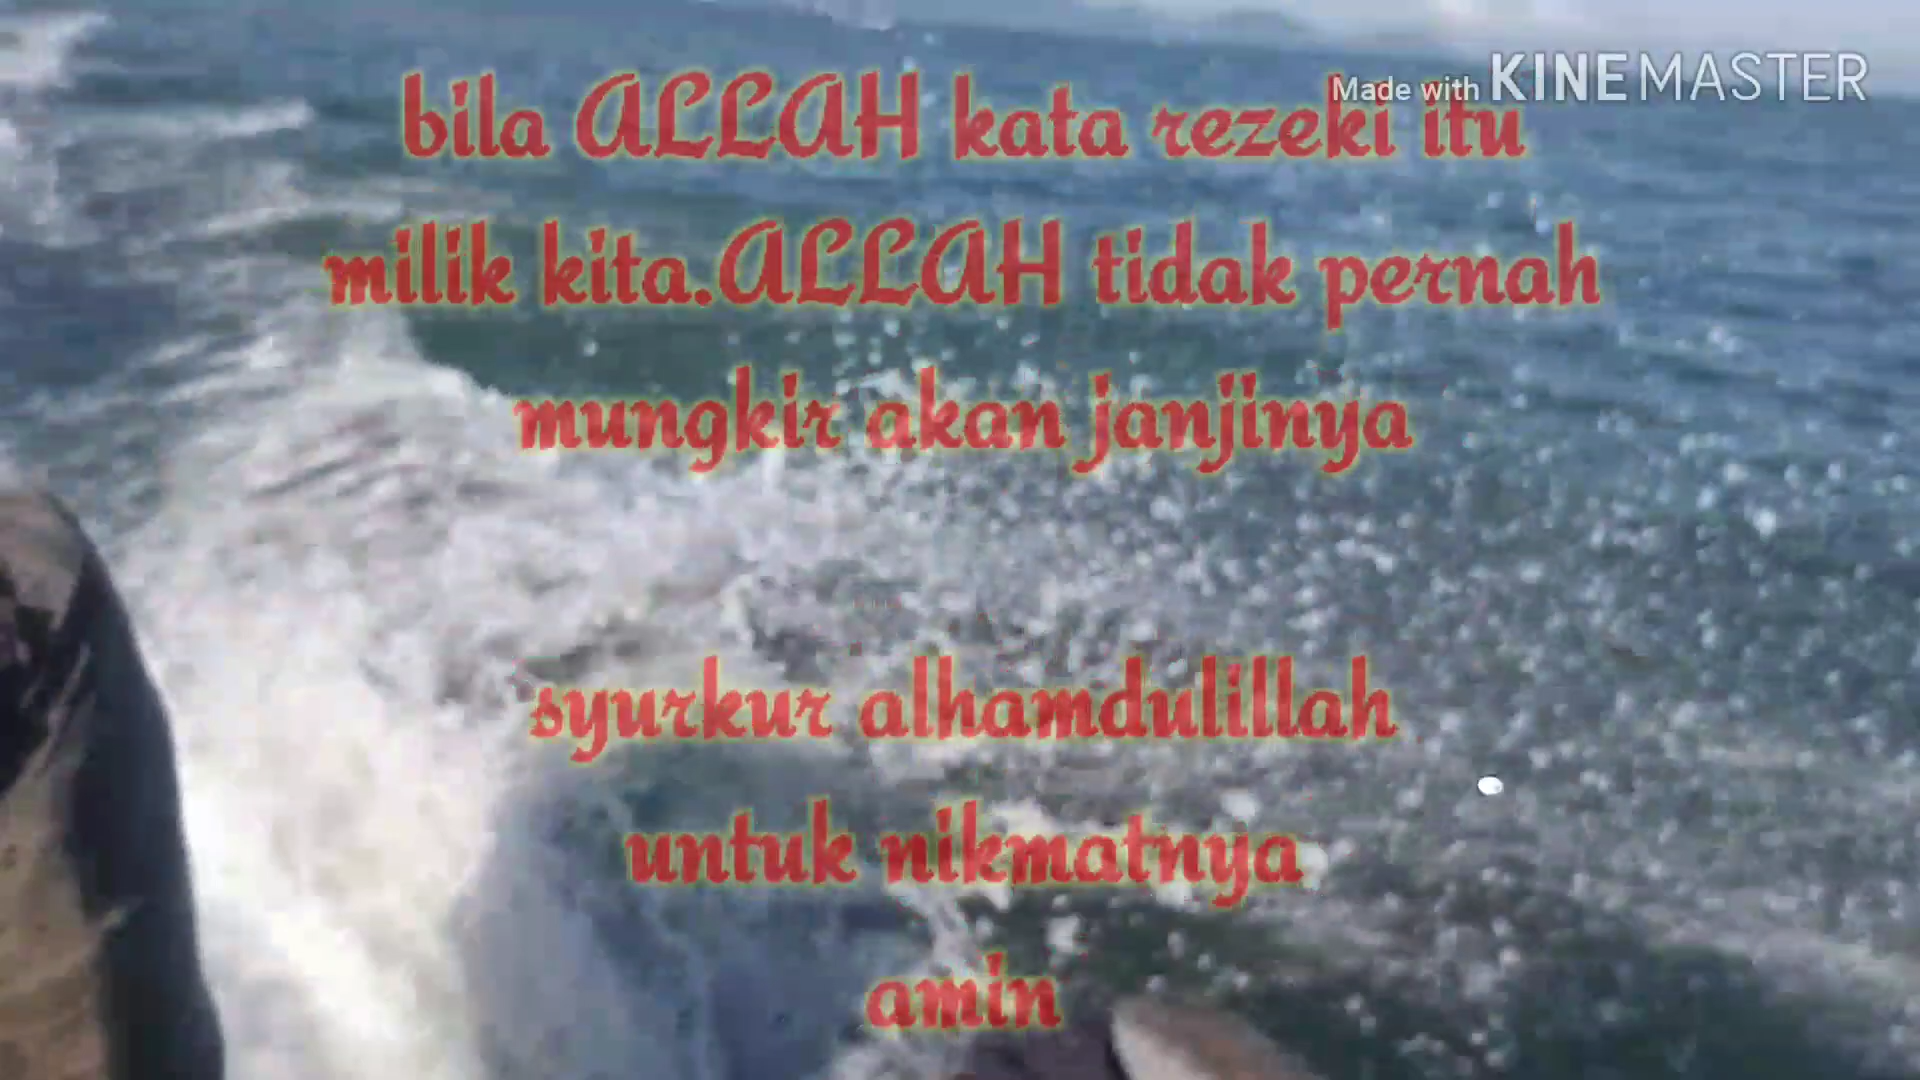 Made with KINEMASTER
bila ALLAH kata rezeki itu
milik kita.ALLAH tidak pernah
mungkir akan janjinya
syurkur alhamdulillah
untuk nikmatnya
amin